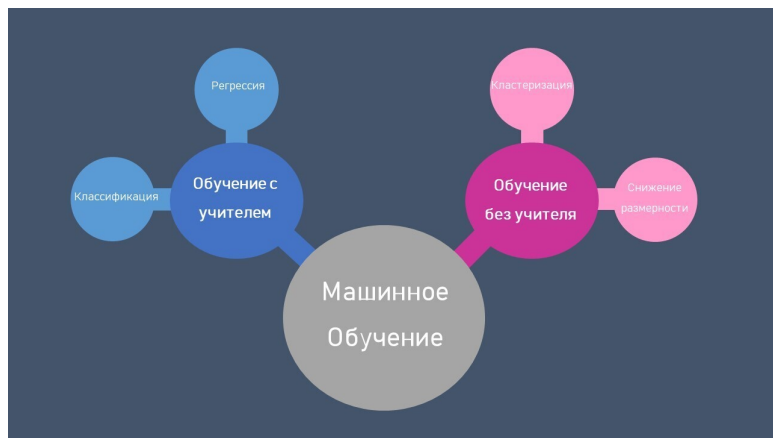 Регрессия
Кластеризация
Классификация
Обучение с
учителем
Обучение
без учителя
Снижение
размерности
Машинное
Обучение